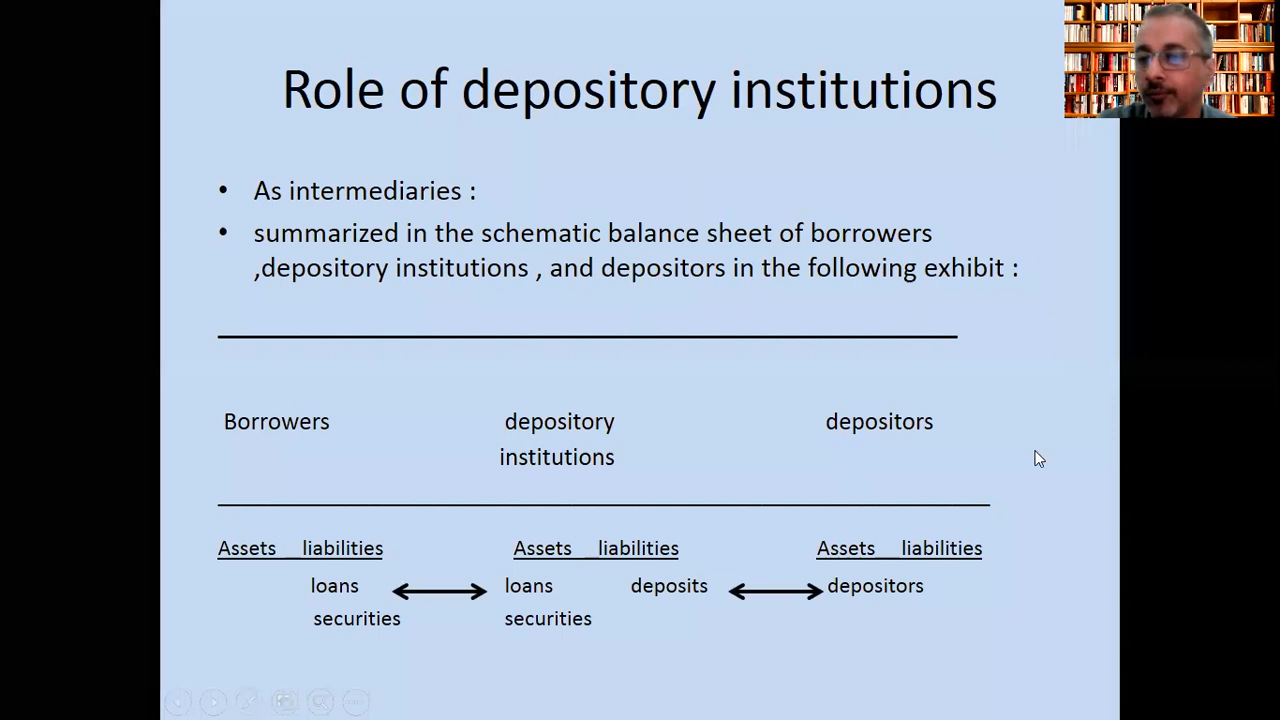 Role of depository institutions
• As intermediaries :
• summarized in the schematic balance sheet of borrowers
,depository institutions , and depositors in the following exhibit :
Borrowers depository depositors
institutions
Assets liabilities Assets liabilities Assets liabilities
loans loans deposits depositors
securities securities